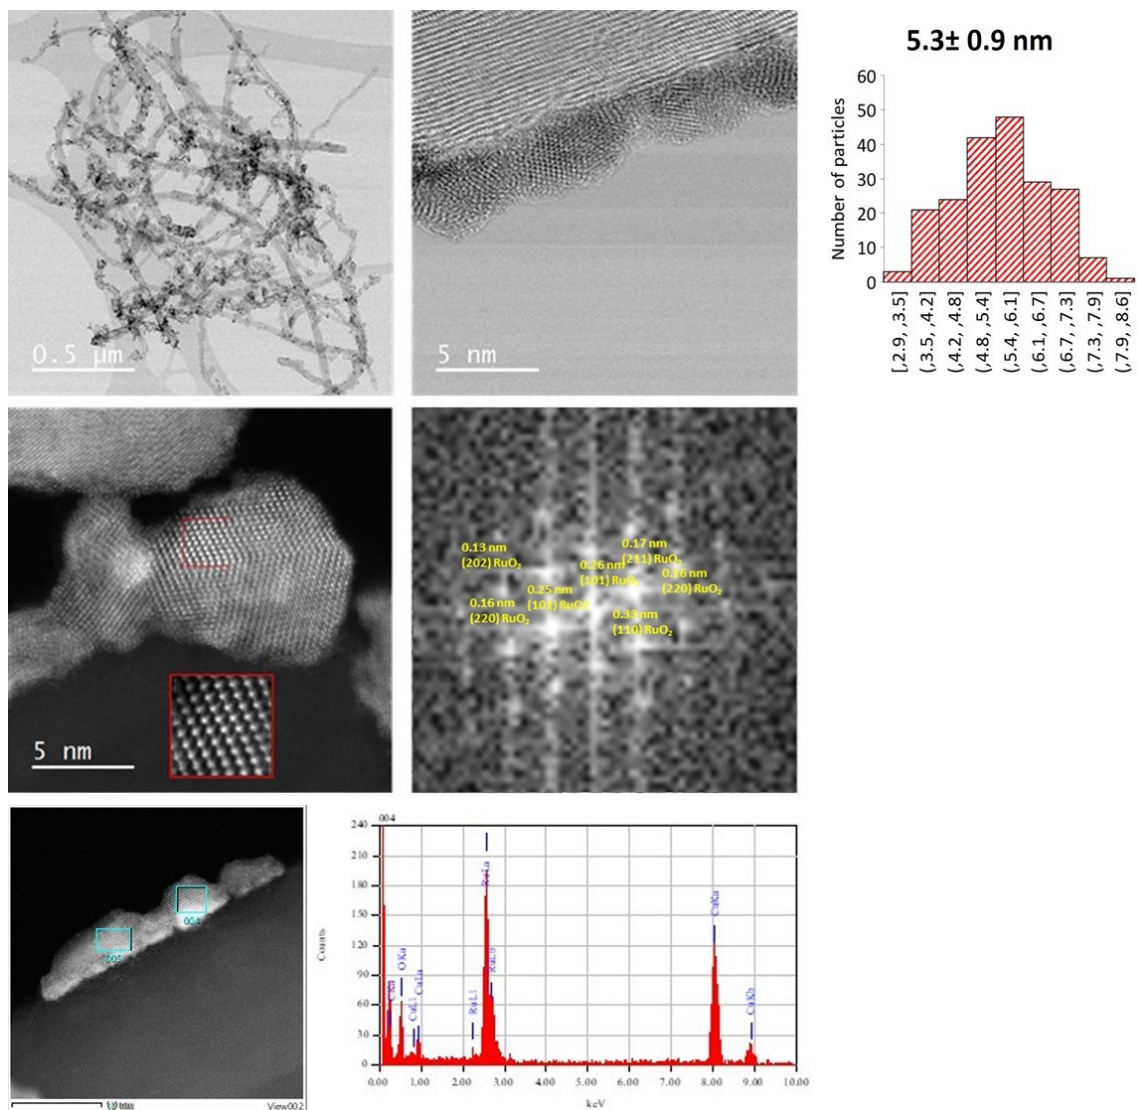 0.5 µm
5 nm
5.3± 0.9 nm
Number of particles
60
50
40
30
20
10
0
[,2.9, ,3.5]
(,3.5, ,4.2]
(,4.2, ,4.8]
(,4.8, ,5.4]
(,5.4, ,6.1]
(,6.1, ,6.7]
(,6.7, ,7.3]
(,7.3, ,7.9]
(,7.9, ,8.6]
5 nm
0.13 nm
(202) RuO₂
0.17 nm
(211) RuO₂
0.26 nm
(101) RuO₂
0.16 nm
(220) RuO₂
0.25 nm
(101) RuO₂
0.16 nm
(220) RuO₂
0.33 nm
(110) RuO₂
004
005
View002
004
Counts
240
210
180
150
120
90
60
30
0
CKa
OKa
CuLl
CuLa
RuLl
RuLa
RuLb
CuKa
CuKb
0.00 1.00 2.00 3.00 4.00 5.00 6.00 7.00 8.00 9.00 10.00
keV